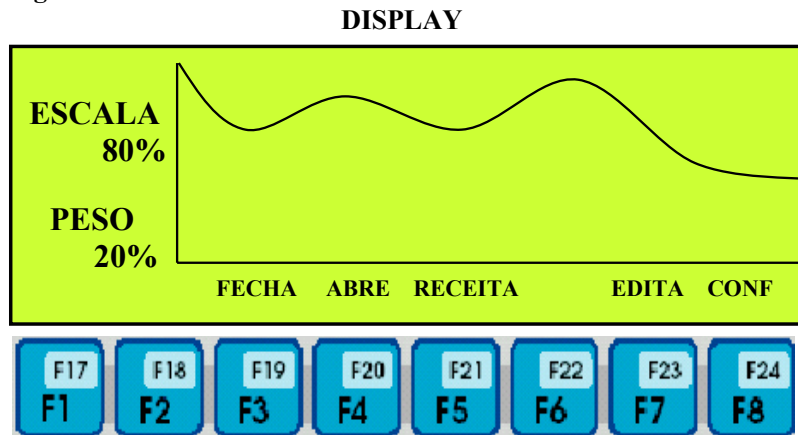 DISPLAY
ESCALA
80%
PESO
20%
FECHA ABRE RECEITA EDITA CONF
F17 F18 F19 F20 F21 F22 F23 F24
F1 F2 F3 F4 F5 F6 F7 F8